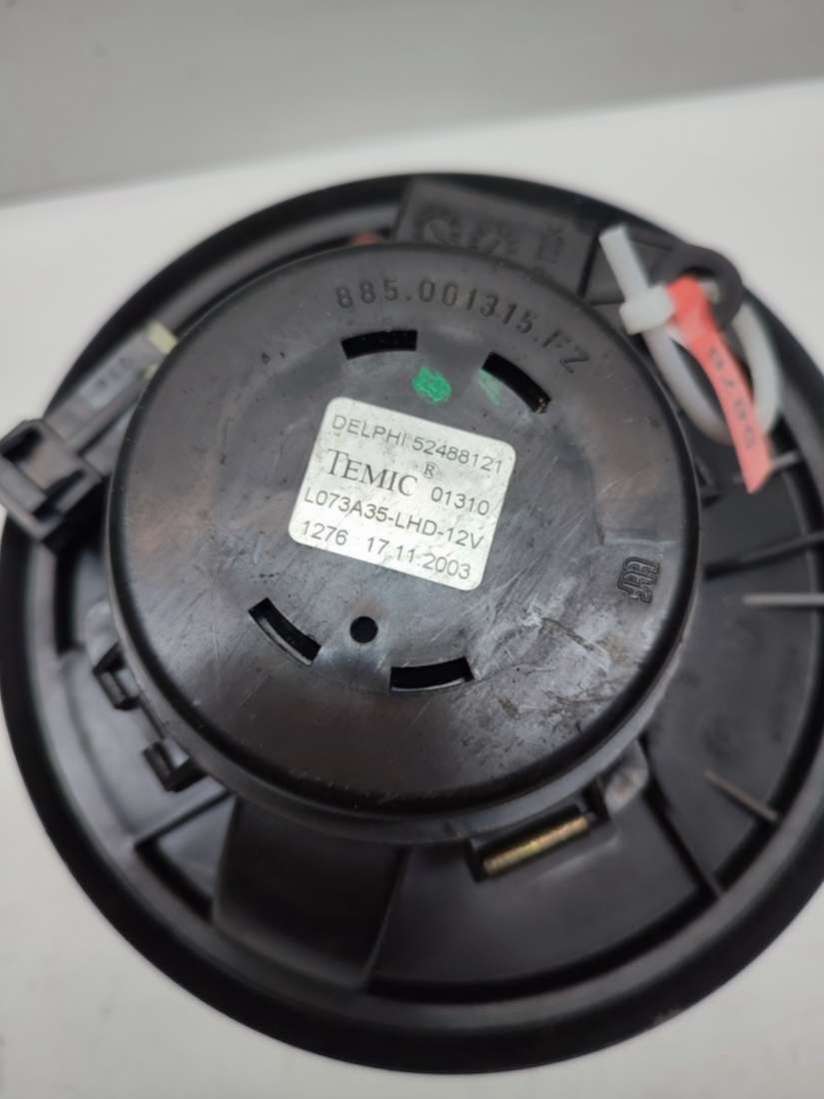 885.001315.FZ
DELPHI 52488121
TEMIC ® 01310
L073A35-LHD-12V
1276 17.11.2003